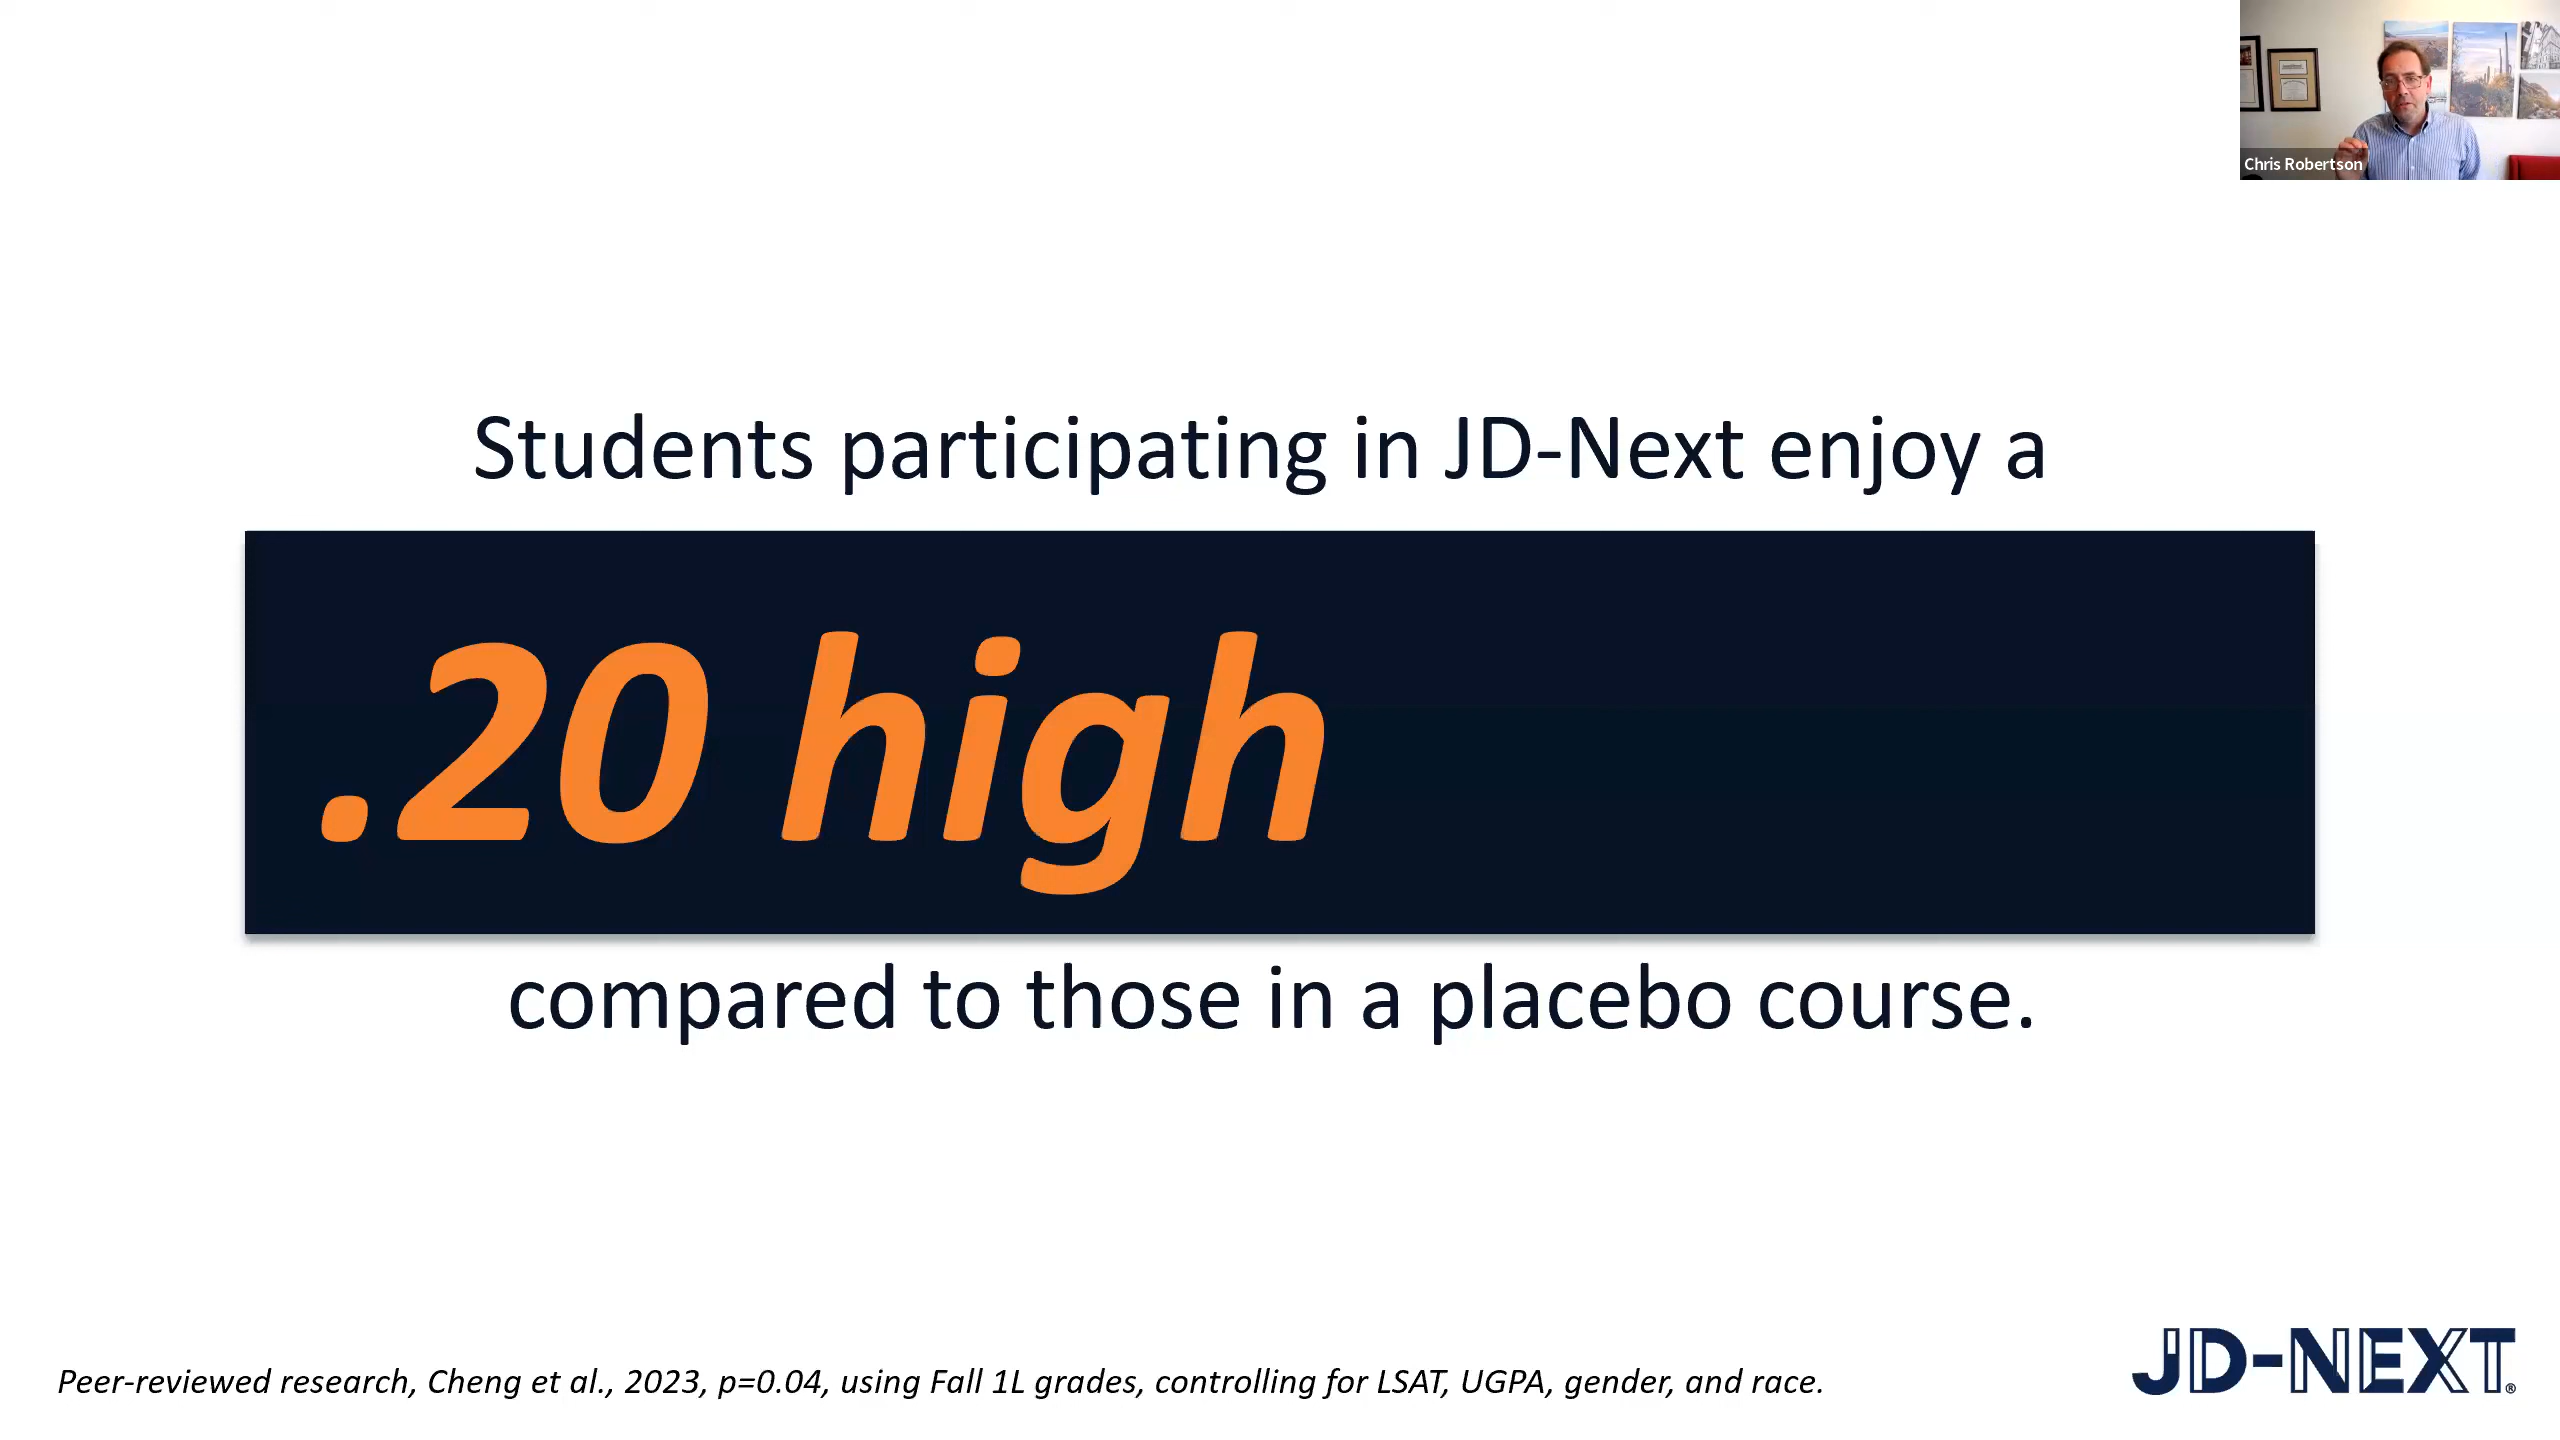 Chris Robertson
Students participating in JD-Next enjoy a
.20 high
compared to those in a placebo course.
Peer-reviewed research, Cheng et al., 2023, p=0.04, using Fall 1L grades, controlling for LSAT, UGPA, gender, and race.
JD-NEXT®